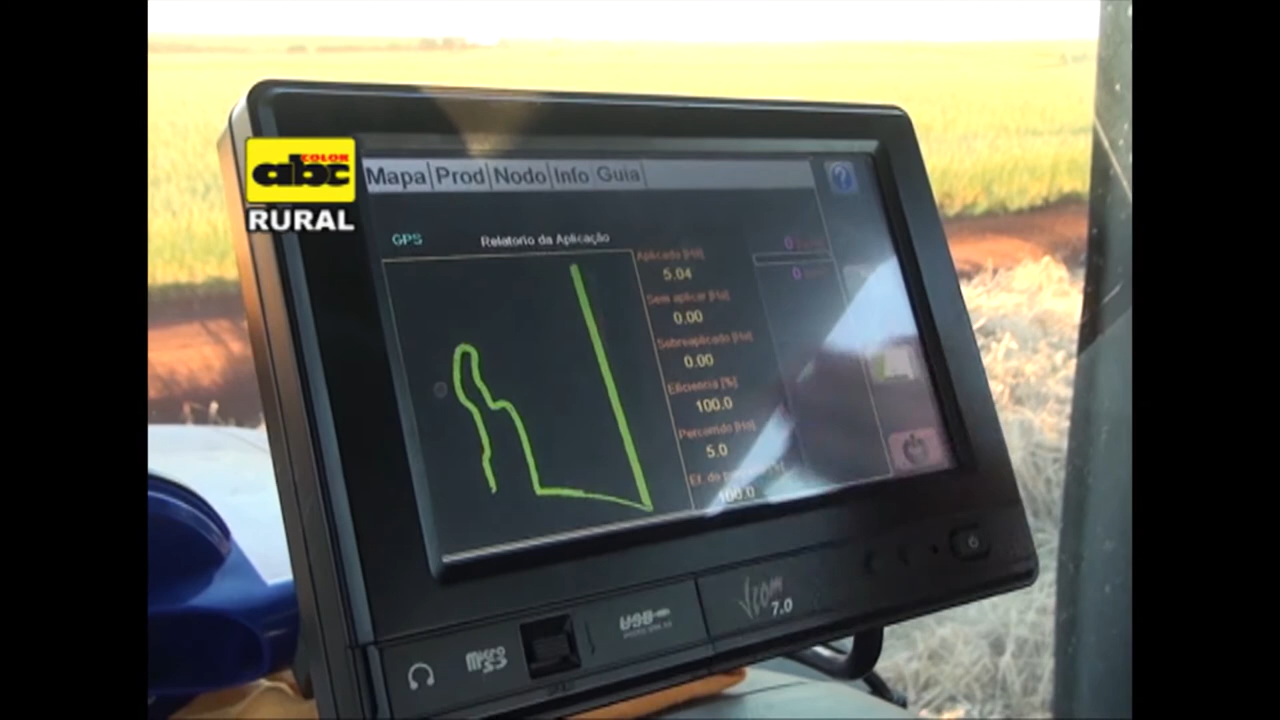 COLOR
abc
RURAL
Mapa Prod Nodo Info Guia
GPS
Relatorio da Aplicação
Aplicado [Ha]
5.04
Sem aplicar [Ha]
0.00
Sobreaplicado [Ha]
0.00
Eficiencia [%]
100.0
Percorrido [Ha]
5.0
100.0
0
0
?
micro
USB
7.0